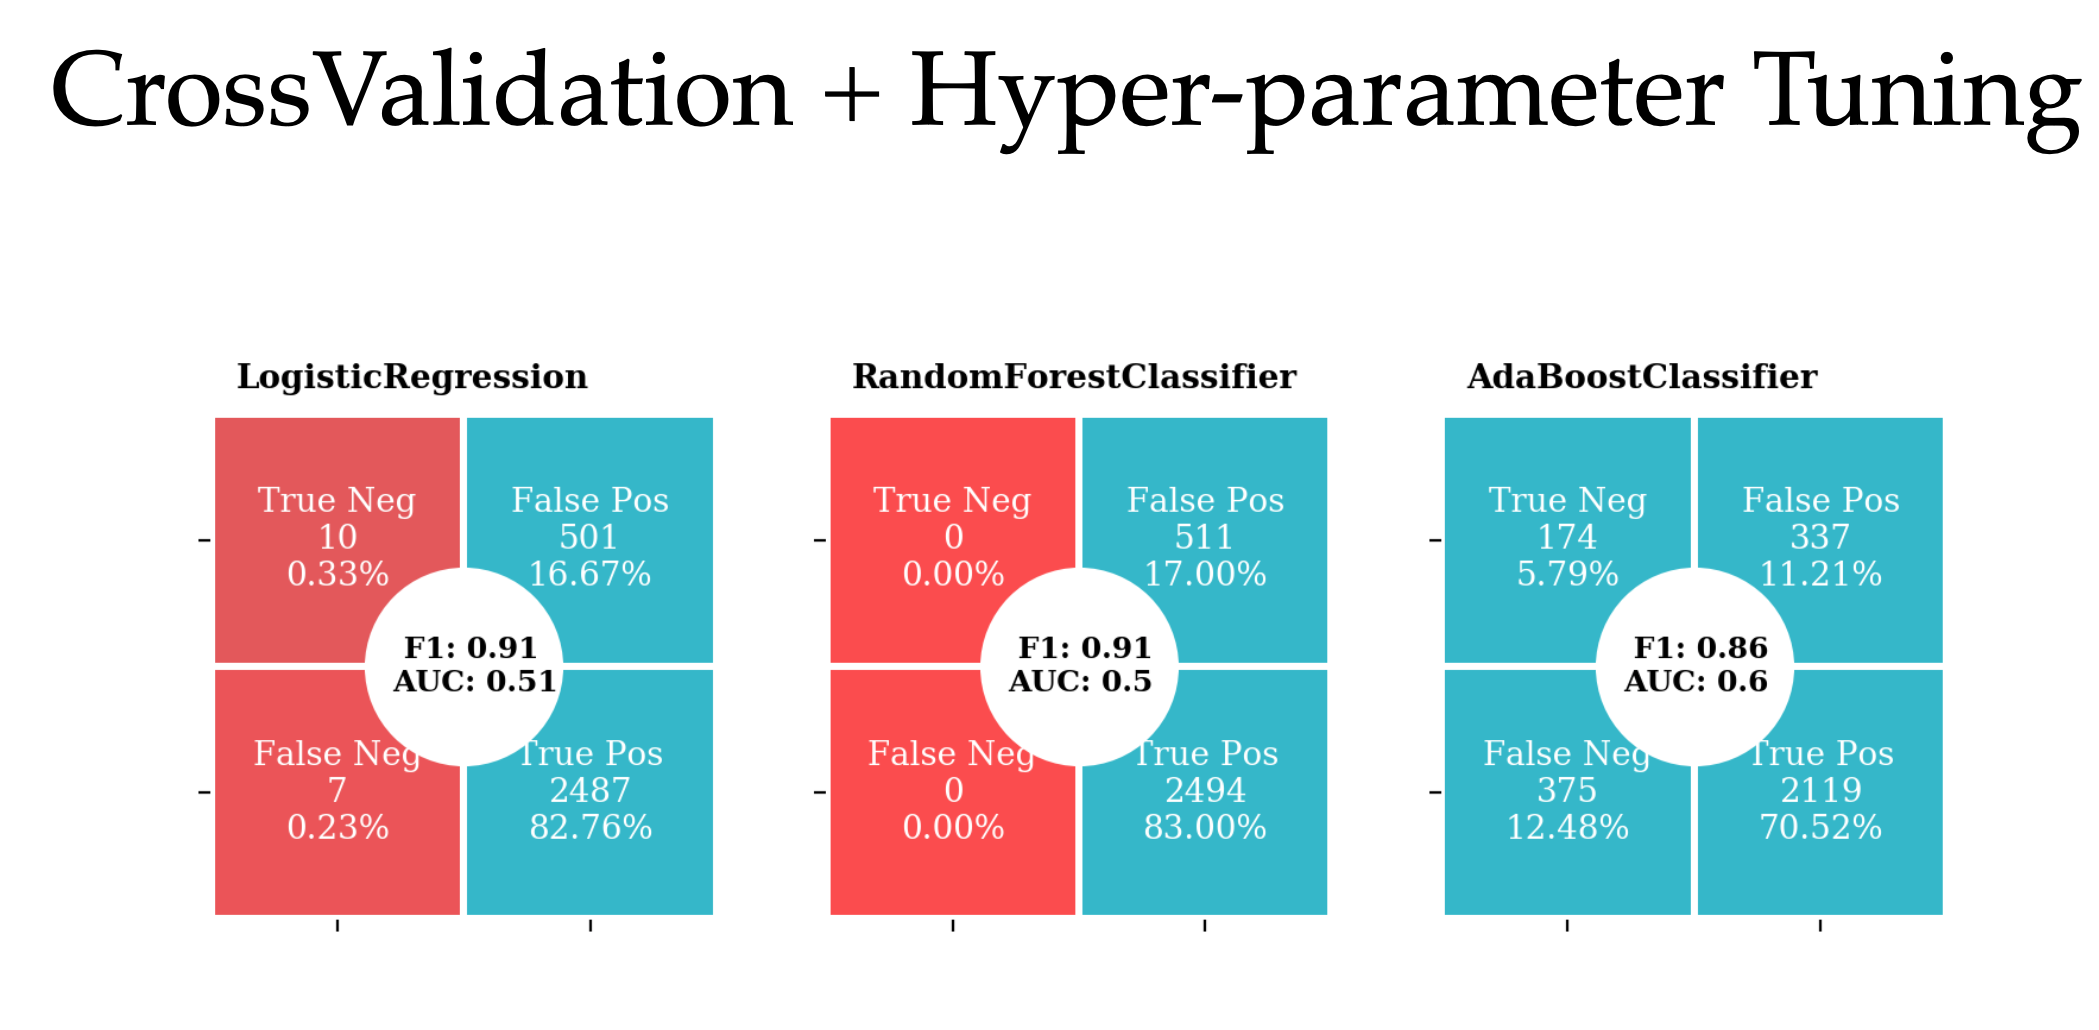 CrossValidation + Hyper-parameter Tuning
LogisticRegression
True Neg
10
0.33%
False Pos
501
16.67%
F1: 0.91
AUC: 0.51
False Neg
7
0.23%
True Pos
2487
82.76%
RandomForestClassifier
True Neg
0
0.00%
False Pos
511
17.00%
F1: 0.91
AUC: 0.5
False Neg
0
0.00%
True Pos
2494
83.00%
AdaBoostClassifier
True Neg
174
5.79%
False Pos
337
11.21%
F1: 0.86
AUC: 0.6
False Neg
375
12.48%
True Pos
2119
70.52%